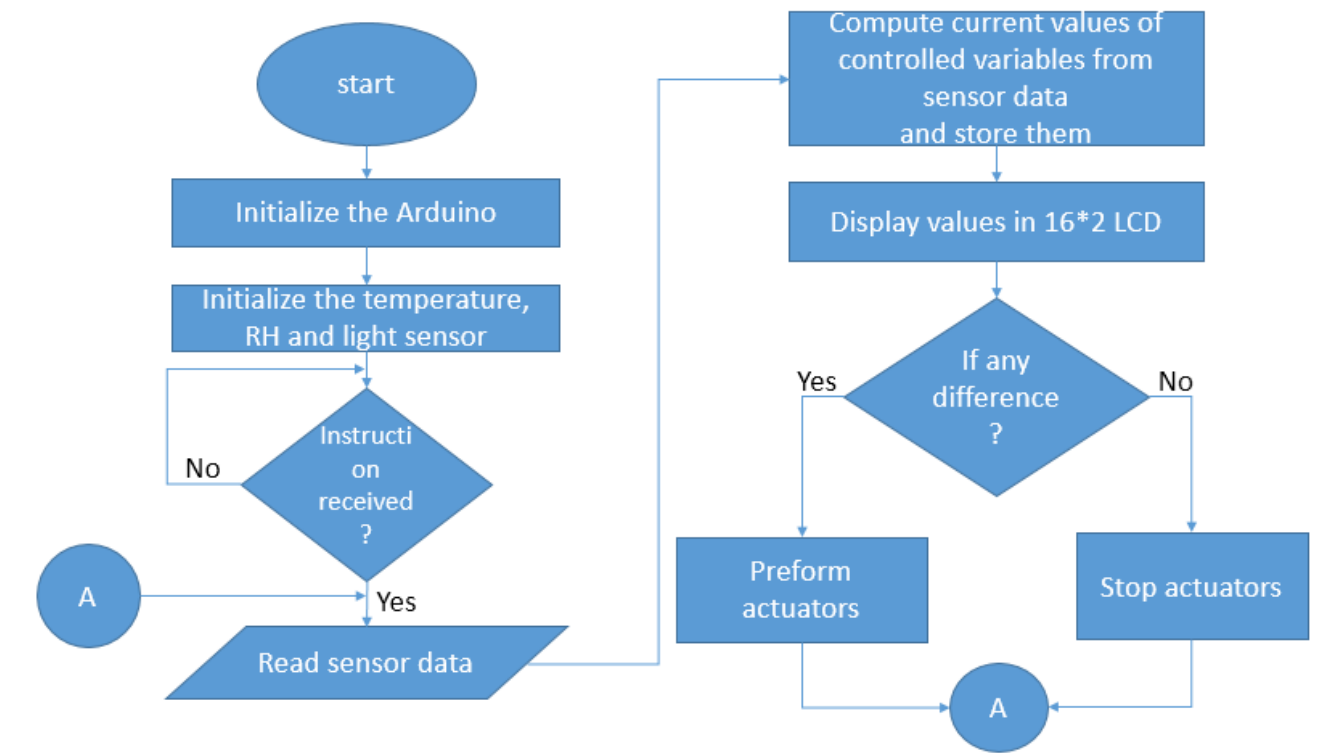 start
Initialize the Arduino
Initialize the temperature,
RH and light sensor
Instructi
on
received
?
No
Yes
A
Read sensor data
Compute current values of
controlled variables from
sensor data
and store them
Display values in 16*2 LCD
If any
difference
?
Yes
No
Preform
actuators
Stop actuators
A